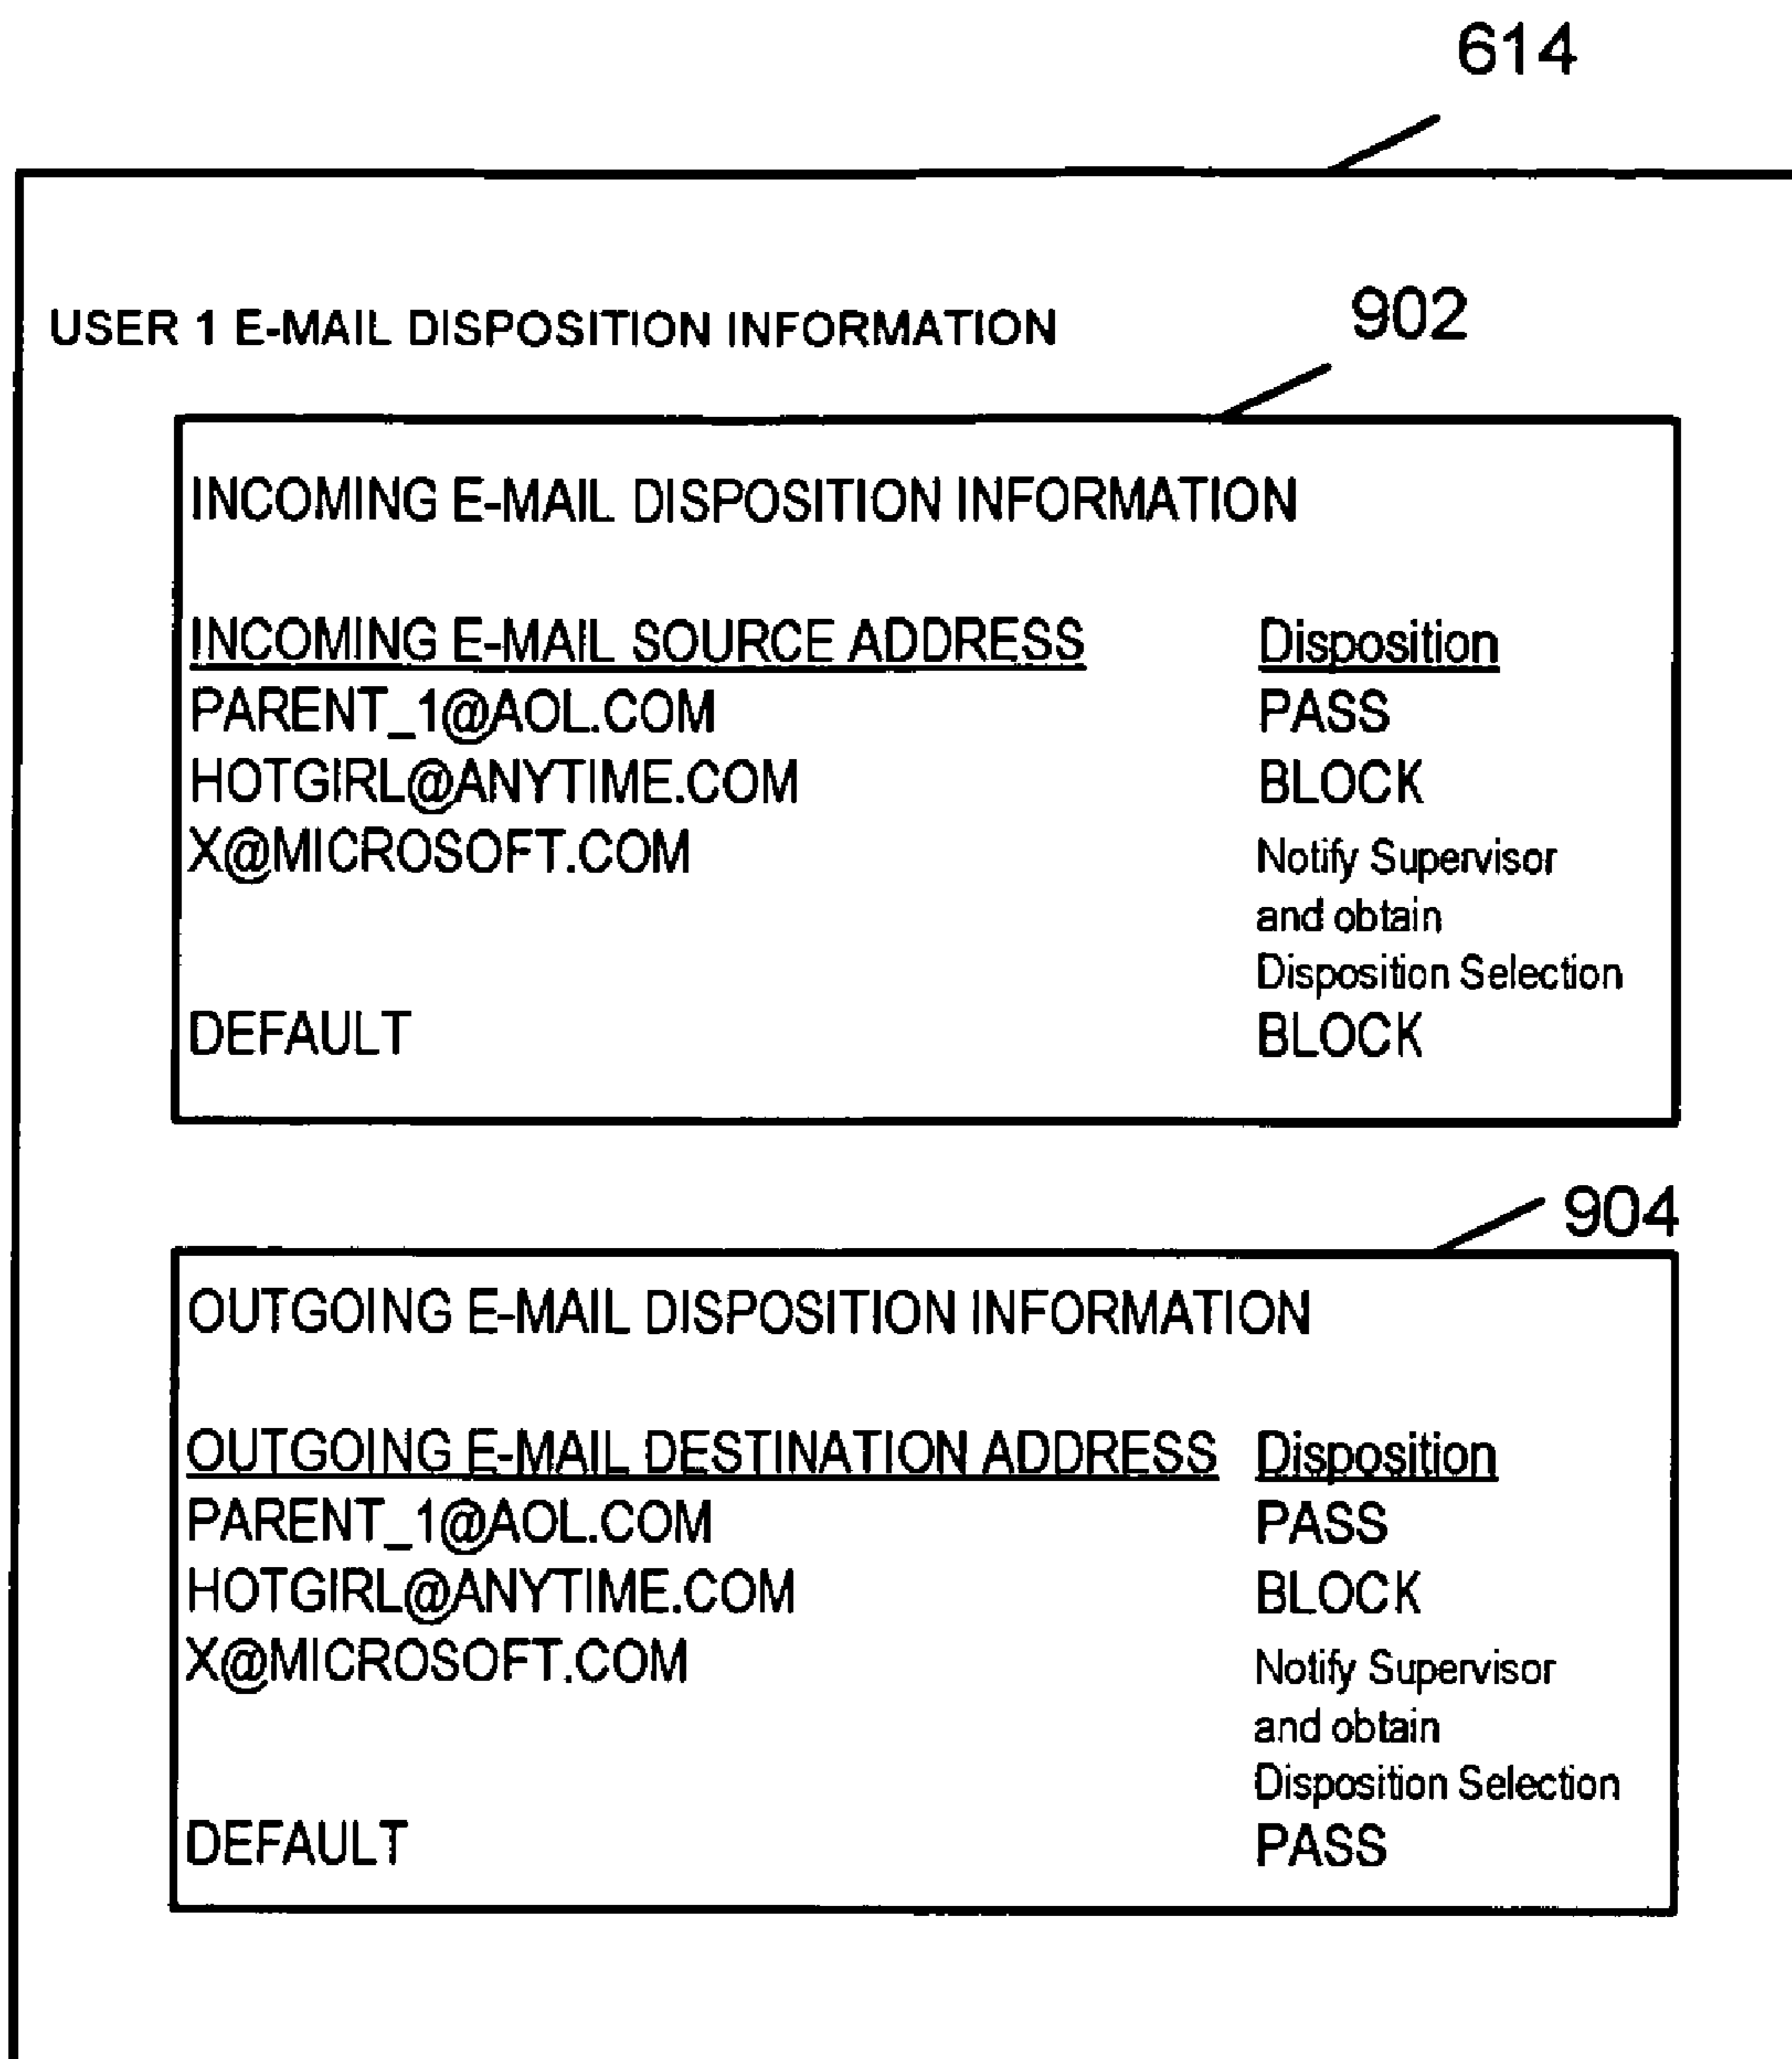 614
USER 1 E-MAIL DISPOSITION INFORMATION
902
INCOMING E-MAIL DISPOSITION INFORMATION
INCOMING E-MAIL SOURCE ADDRESS Disposition
PARENT_1@AOL.COM PASS
HOTGIRL@ANYTIME.COM BLOCK
X@MICROSOFT.COM Notify Supervisor
and obtain
Disposition Selection
DEFAULT BLOCK
904
OUTGOING E-MAIL DISPOSITION INFORMATION
OUTGOING E-MAIL DESTINATION ADDRESS Disposition
PARENT_1@AOL.COM PASS
HOTGIRL@ANYTIME.COM BLOCK
X@MICROSOFT.COM Notify Supervisor
and obtain
Disposition Selection
DEFAULT PASS